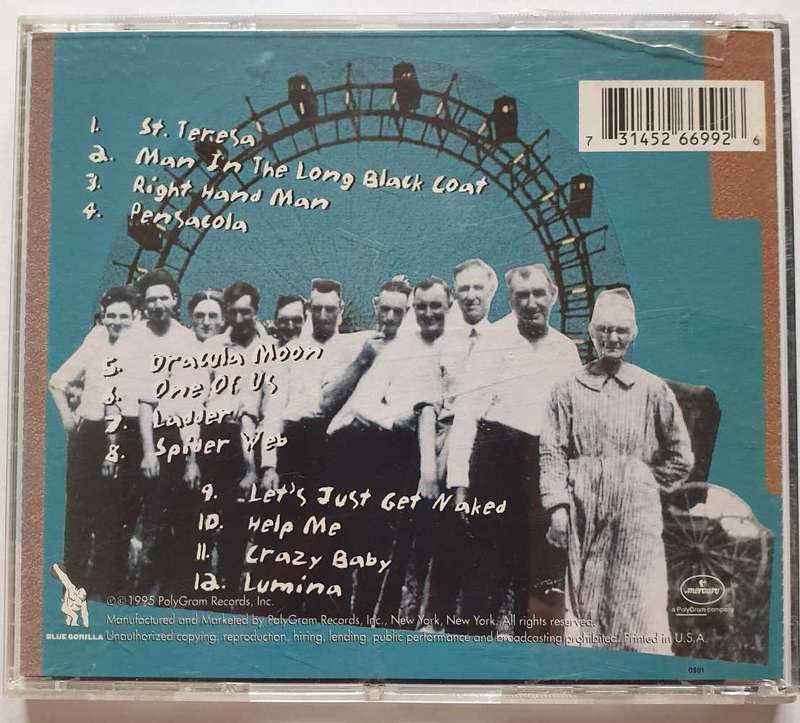 1. St. Teresa
2. Man In The Long Black Coat
3. Right Hand Man
4. Pensacola
7 31452 66992 6
5. Dracula Moon
6. One Of Us
7. Ladder
8. Spider Web
9. Let's Just Get Naked
10. Help Me
11. Crazy Baby
12. Lumina
℗©1995 PolyGram Records, Inc.
Manufactured and Marketed by PolyGram Records, Inc., New York, New York. All rights reserved.
Unauthorized copying, reproduction, hiring, lending, public performance and broadcasting prohibited. Printed in U.S.A.
BLUE GORILLA
mercury
a PolyGram company
0501